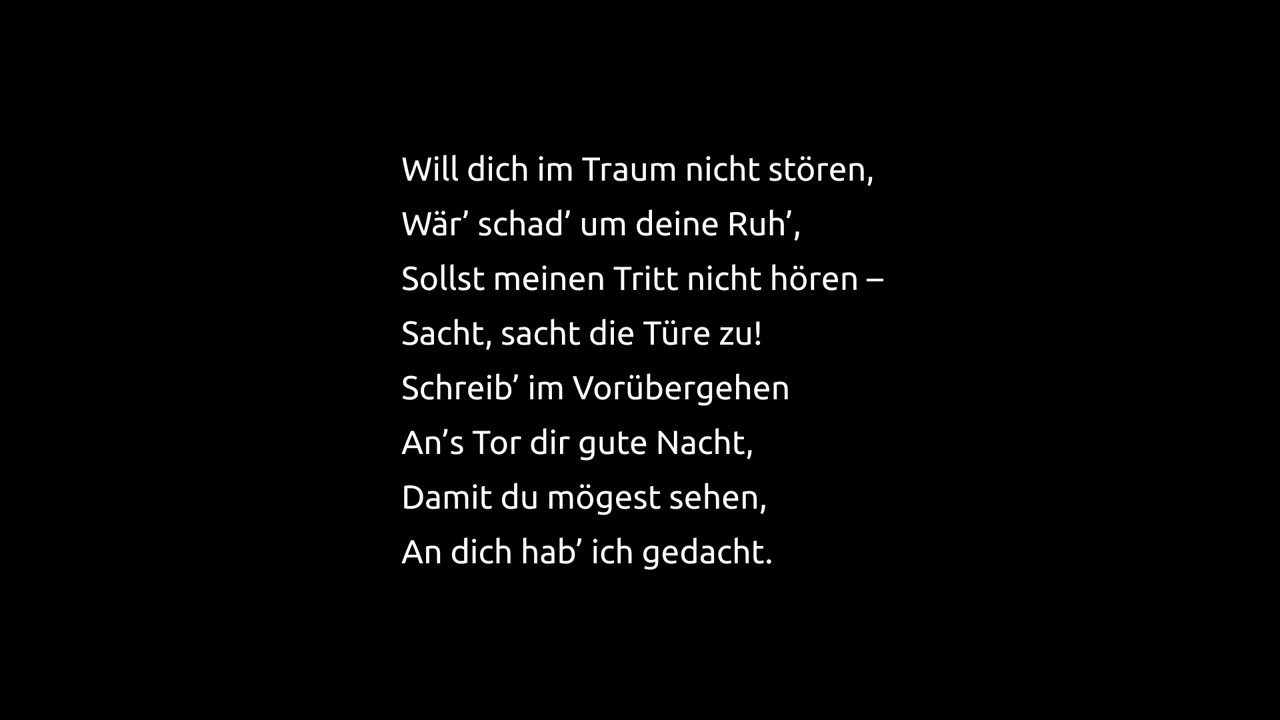 Will dich im Traum nicht stören,
Wär’ schad’ um deine Ruh’,
Sollst meinen Tritt nicht hören –
Sacht, sacht die Türe zu!
Schreib’ im Vorübergehen
An’s Tor dir gute Nacht,
Damit du mögest sehen,
An dich hab’ ich gedacht.